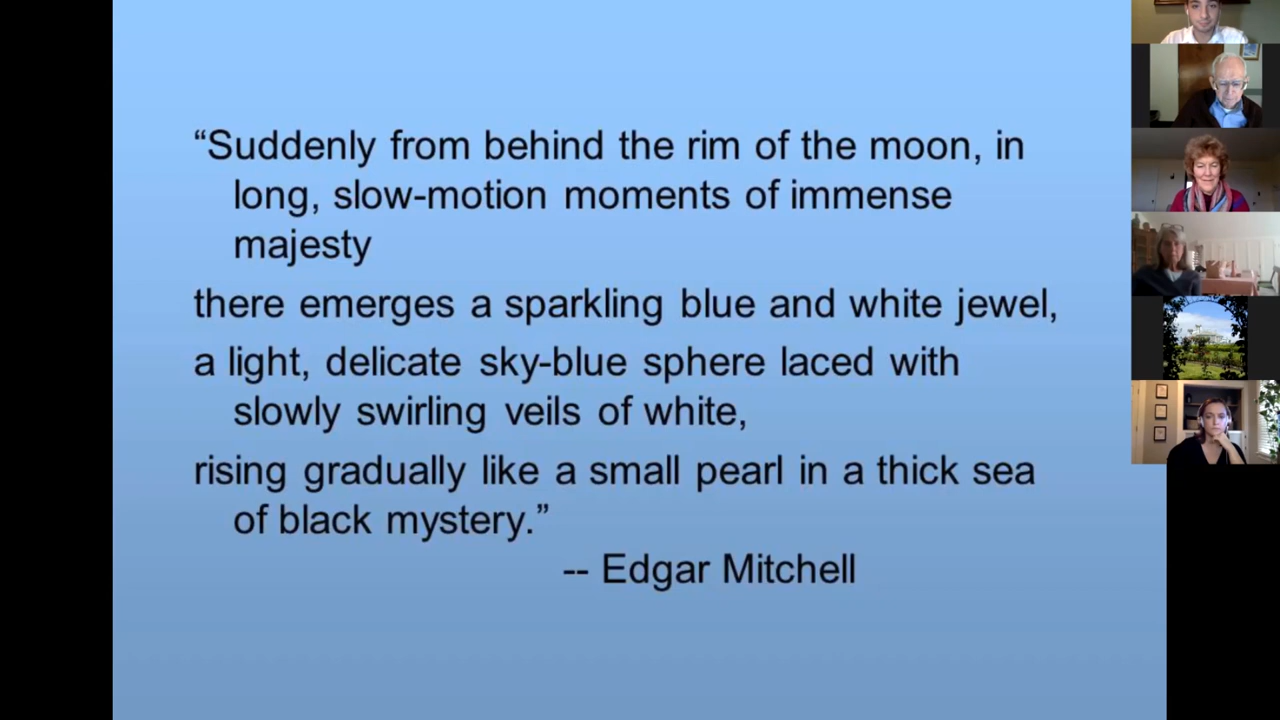 “Suddenly from behind the rim of the moon, in
long, slow-motion moments of immense
majesty
there emerges a sparkling blue and white jewel,
a light, delicate sky-blue sphere laced with
slowly swirling veils of white,
rising gradually like a small pearl in a thick sea
of black mystery.”
-- Edgar Mitchell